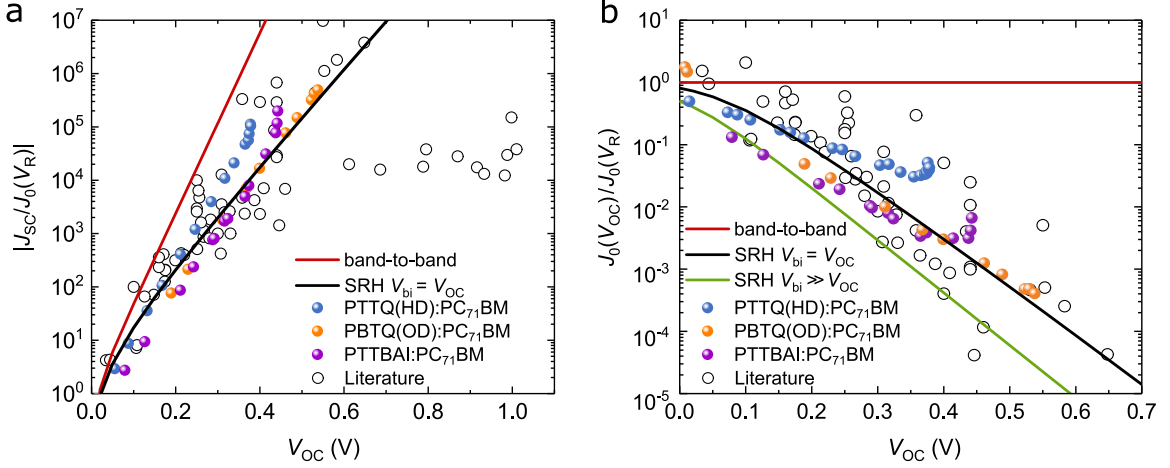 a
|J_SC/J_0(V_R)|
10^7
10^6
10^5
10^4
10^3
10^2
10^1
10^0
0.0 0.2 0.4 0.6 0.8 1.0
V_OC (V)
band-to-band
SRH V_bi = V_OC
PTTQ(HD):PC_71BM
PBTQ(OD):PC_71BM
PTTBAI:PC_71BM
Literature
b
J_0(V_OC)/J_0(V_R)
10^1
10^0
10^-1
10^-2
10^-3
10^-4
10^-5
0.0 0.1 0.2 0.3 0.4 0.5 0.6 0.7
V_OC (V)
band-to-band
SRH V_bi = V_OC
SRH V_bi ≫ V_OC
PTTQ(HD):PC_71BM
PBTQ(OD):PC_71BM
PTTBAI:PC_71BM
Literature